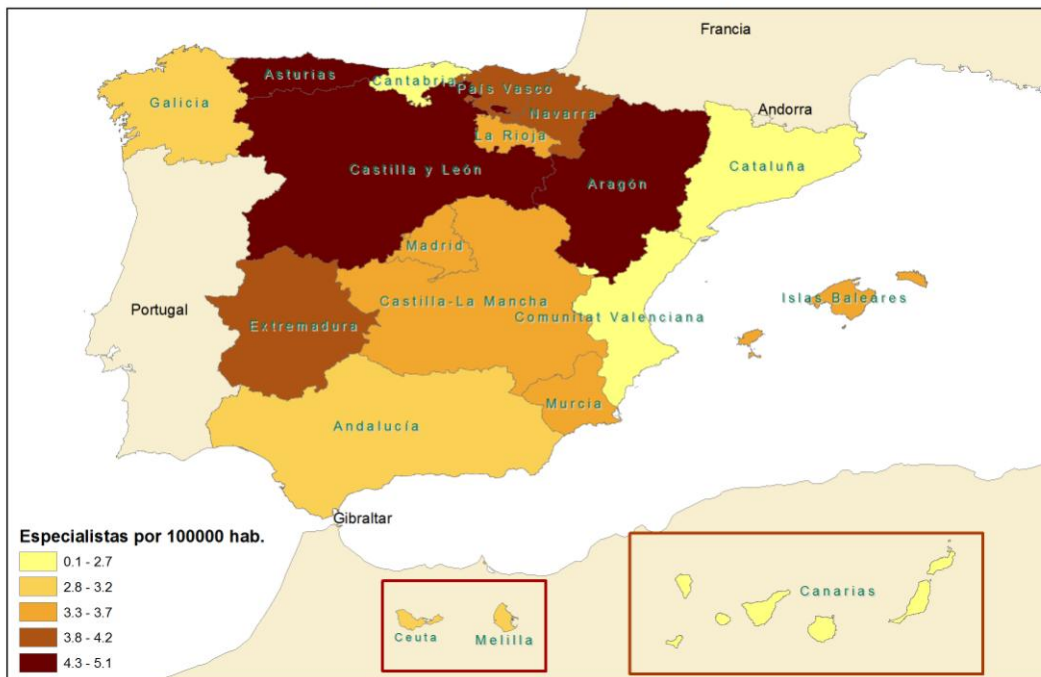 Francia
Asturias
Cantabria
País Vasco
Galicia
Navarra
Andorra
La Rioja
Cataluña
Castilla y León
Aragón
Madrid
Islas Baleares
Castilla-La Mancha
Portugal
Comunitat Valenciana
Extremadura
Murcia
Andalucía
Gibraltar
Especialistas por 100000 hab.
0.1 - 2.7
2.8 - 3.2
3.3 - 3.7
3.8 - 4.2
4.3 - 5.1
Ceuta
Melilla
Canarias